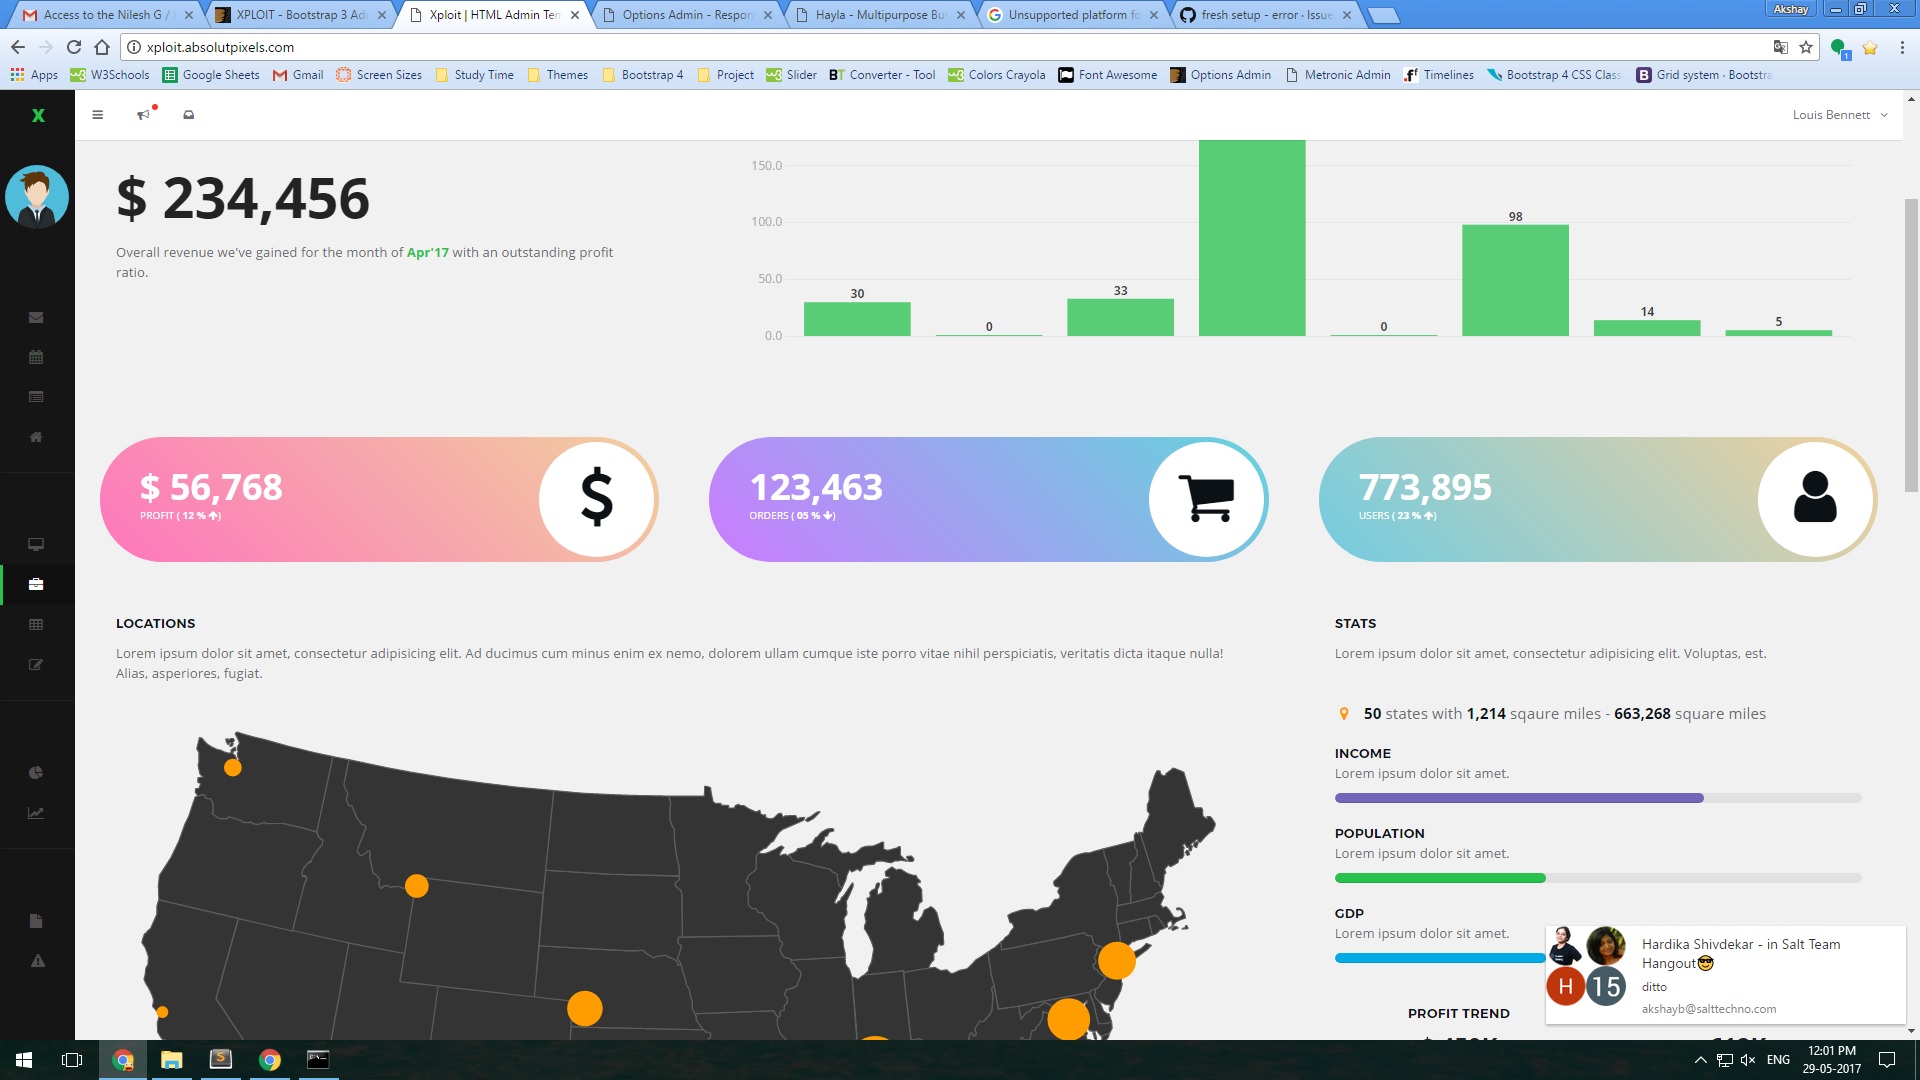 Akshay
Access to the Nilesh G /
XPLOIT - Bootstrap 3 Ad
Xploit | HTML Admin Tem
Options Admin - Respon
Hayla - Multipurpose Bu
Unsupported platform fo
fresh setup - error · Issue
xploit.absolutpixels.com
1
Apps W3Schools Google Sheets Gmail Screen Sizes Study Time Themes Bootstrap 4 Project Slider BT Converter - Tool Colors Crayola Font Awesome Options Admin Metronic Admin Timelines Bootstrap 4 CSS Class Grid system · Bootstra
X
Louis Bennett
$ 234,456
Overall revenue we've gained for the month of Apr'17 with an outstanding profit
ratio.
150.0
100.0
50.0
0.0
30
0
33
0
98
14
5
$ 56,768
PROFIT ( 12 % )
123,463
ORDERS ( 05 % )
773,895
USERS ( 23 % )
LOCATIONS
Lorem ipsum dolor sit amet, consectetur adipisicing elit. Ad ducimus cum minus enim ex nemo, dolorem ullam cumque iste porro vitae nihil perspiciatis, veritatis dicta itaque nulla!
Alias, asperiores, fugiat.
STATS
Lorem ipsum dolor sit amet, consectetur adipisicing elit. Voluptas, est.
50 states with 1,214 sqaure miles - 663,268 square miles
INCOME
Lorem ipsum dolor sit amet.
POPULATION
Lorem ipsum dolor sit amet.
GDP
Lorem ipsum dolor sit amet.
PROFIT TREND
H
15
Hardika Shivdekar - in Salt Team
Hangout😎
ditto
akshayb@salttechno.com
ENG
12:01 PM
29-05-2017